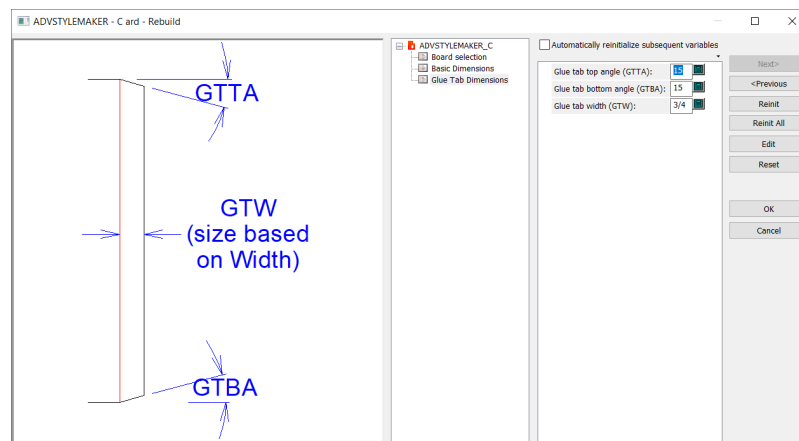 ADVSTYLEMAKER - C ard - Rebuild
GTTA
GTW
(size based
on Width)
GTBA
ADVSTYLEMAKER_C
Board selection
Basic Dimensions
Glue Tab Dimensions
Automatically reinitialize subsequent variables
Glue tab top angle (GTTA): 15
Glue tab bottom angle (GTBA): 15
Glue tab width (GTW): 3/4
Next>
<Previous
Reinit
Reinit All
Edit
Reset
OK
Cancel